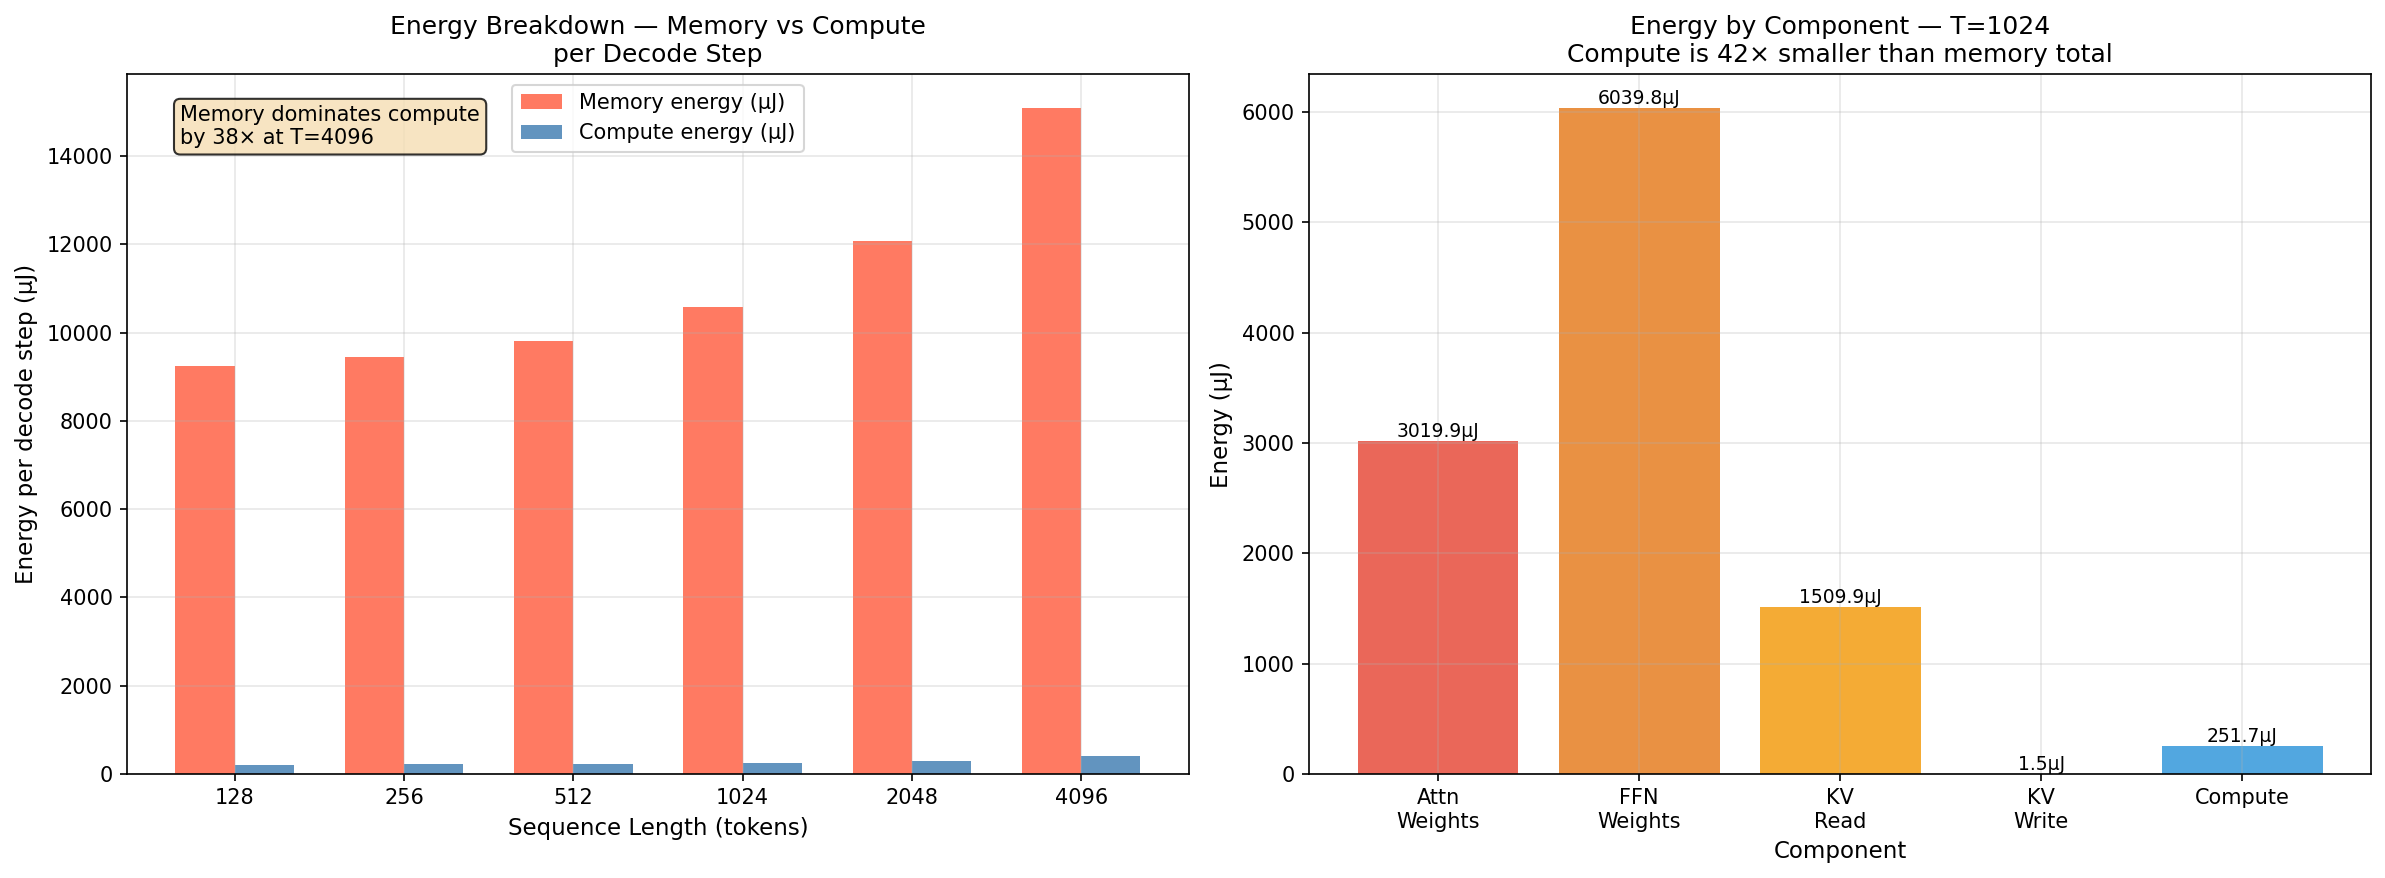 Energy Breakdown — Memory vs Compute
per Decode Step
Memory dominates compute
by 38× at T=4096
Memory energy (μJ)
Compute energy (μJ)
Energy per decode step (μJ)
14000
12000
10000
8000
6000
4000
2000
0
128
256
512
1024
2048
4096
Sequence Length (tokens)
Energy by Component — T=1024
Compute is 42× smaller than memory total
Energy (μJ)
6000
5000
4000
3000
2000
1000
0
3019.9μJ
6039.8μJ
1509.9μJ
1.5μJ
251.7μJ
Attn
Weights
FFN
Weights
KV
Read
KV
Write
Compute
Component